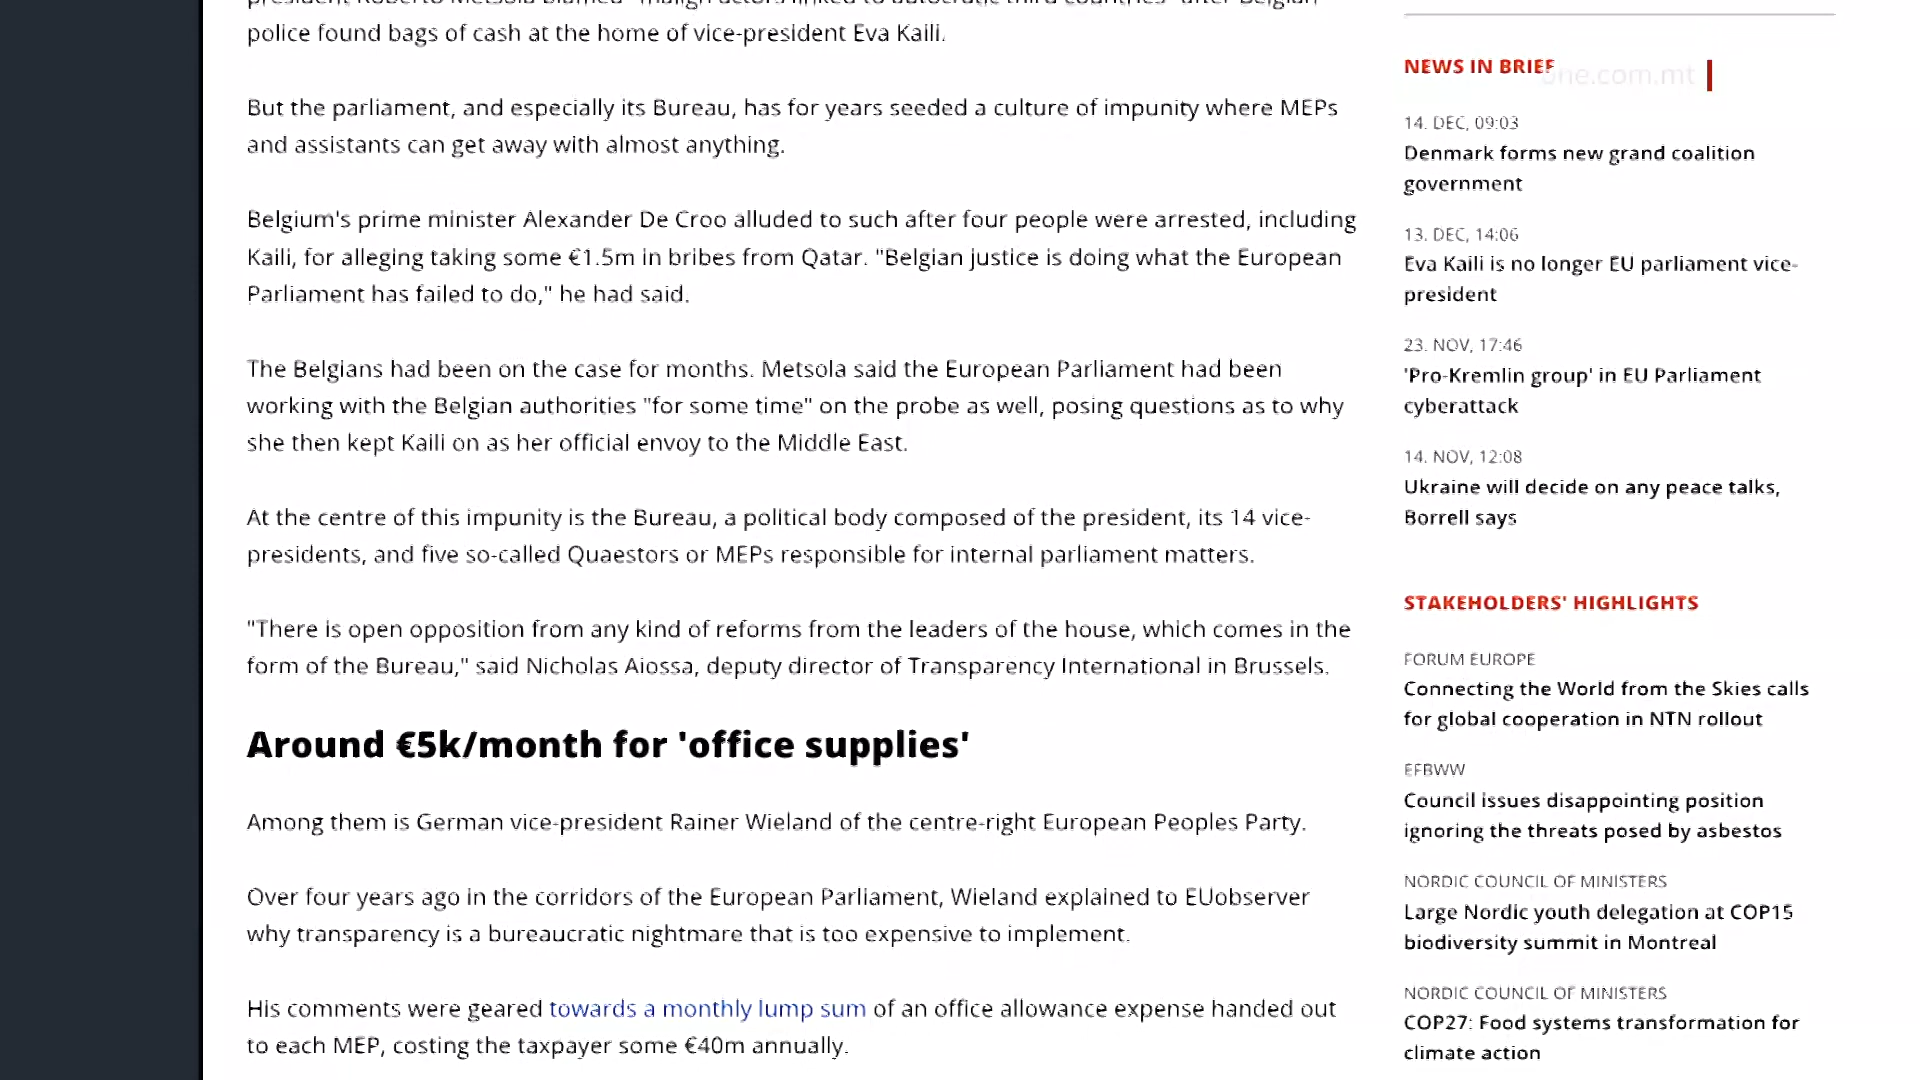 police found bags of cash at the home of vice-president Eva Kaili.
But the parliament, and especially its Bureau, has for years seeded a culture of impunity where MEPs
and assistants can get away with almost anything.
Belgium's prime minister Alexander De Croo alluded to such after four people were arrested, including
Kaili, for alleging taking some €1.5m in bribes from Qatar. "Belgian justice is doing what the European
Parliament has failed to do," he had said.
The Belgians had been on the case for months. Metsola said the European Parliament had been
working with the Belgian authorities "for some time" on the probe as well, posing questions as to why
she then kept Kaili on as her official envoy to the Middle East.
At the centre of this impunity is the Bureau, a political body composed of the president, its 14 vice-
presidents, and five so-called Quaestors or MEPs responsible for internal parliament matters.
"There is open opposition from any kind of reforms from the leaders of the house, which comes in the
form of the Bureau," said Nicholas Aiossa, deputy director of Transparency International in Brussels.
Around €5k/month for 'office supplies'
Among them is German vice-president Rainer Wieland of the centre-right European Peoples Party.
Over four years ago in the corridors of the European Parliament, Wieland explained to EUobserver
why transparency is a bureaucratic nightmare that is too expensive to implement.
His comments were geared towards a monthly lump sum of an office allowance expense handed out
to each MEP, costing the taxpayer some €40m annually.
NEWS IN BRIEF
one.com.mt
14. DEC, 09:03
Denmark forms new grand coalition
government
13. DEC, 14:06
Eva Kaili is no longer EU parliament vice-
president
23. NOV, 17:46
'Pro-Kremlin group' in EU Parliament
cyberattack
14. NOV, 12:08
Ukraine will decide on any peace talks,
Borrell says
STAKEHOLDERS' HIGHLIGHTS
FORUM EUROPE
Connecting the World from the Skies calls
for global cooperation in NTN rollout
EFBWW
Council issues disappointing position
ignoring the threats posed by asbestos
NORDIC COUNCIL OF MINISTERS
Large Nordic youth delegation at COP15
biodiversity summit in Montreal
NORDIC COUNCIL OF MINISTERS
COP27: Food systems transformation for
climate action